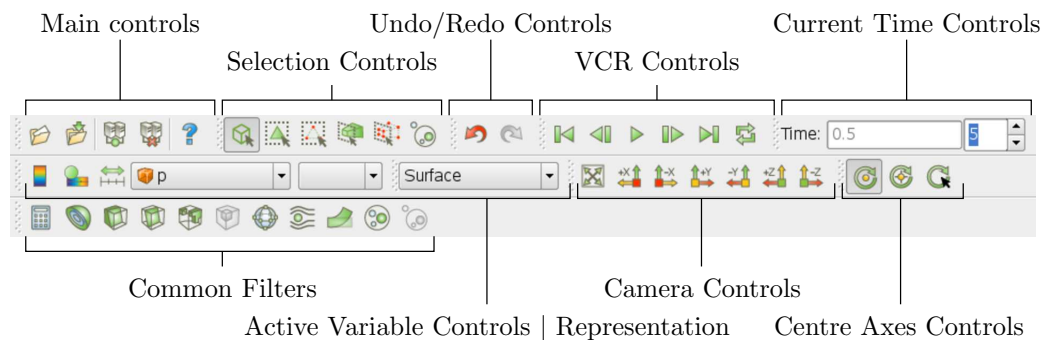 Main controls
Undo/Redo Controls
Current Time Controls
Selection Controls
VCR Controls
?
Time: 0.5 5
+X -X +Y -Y +Z -Z
p
Surface
Common Filters
Camera Controls
Active Variable Controls | Representation
Centre Axes Controls